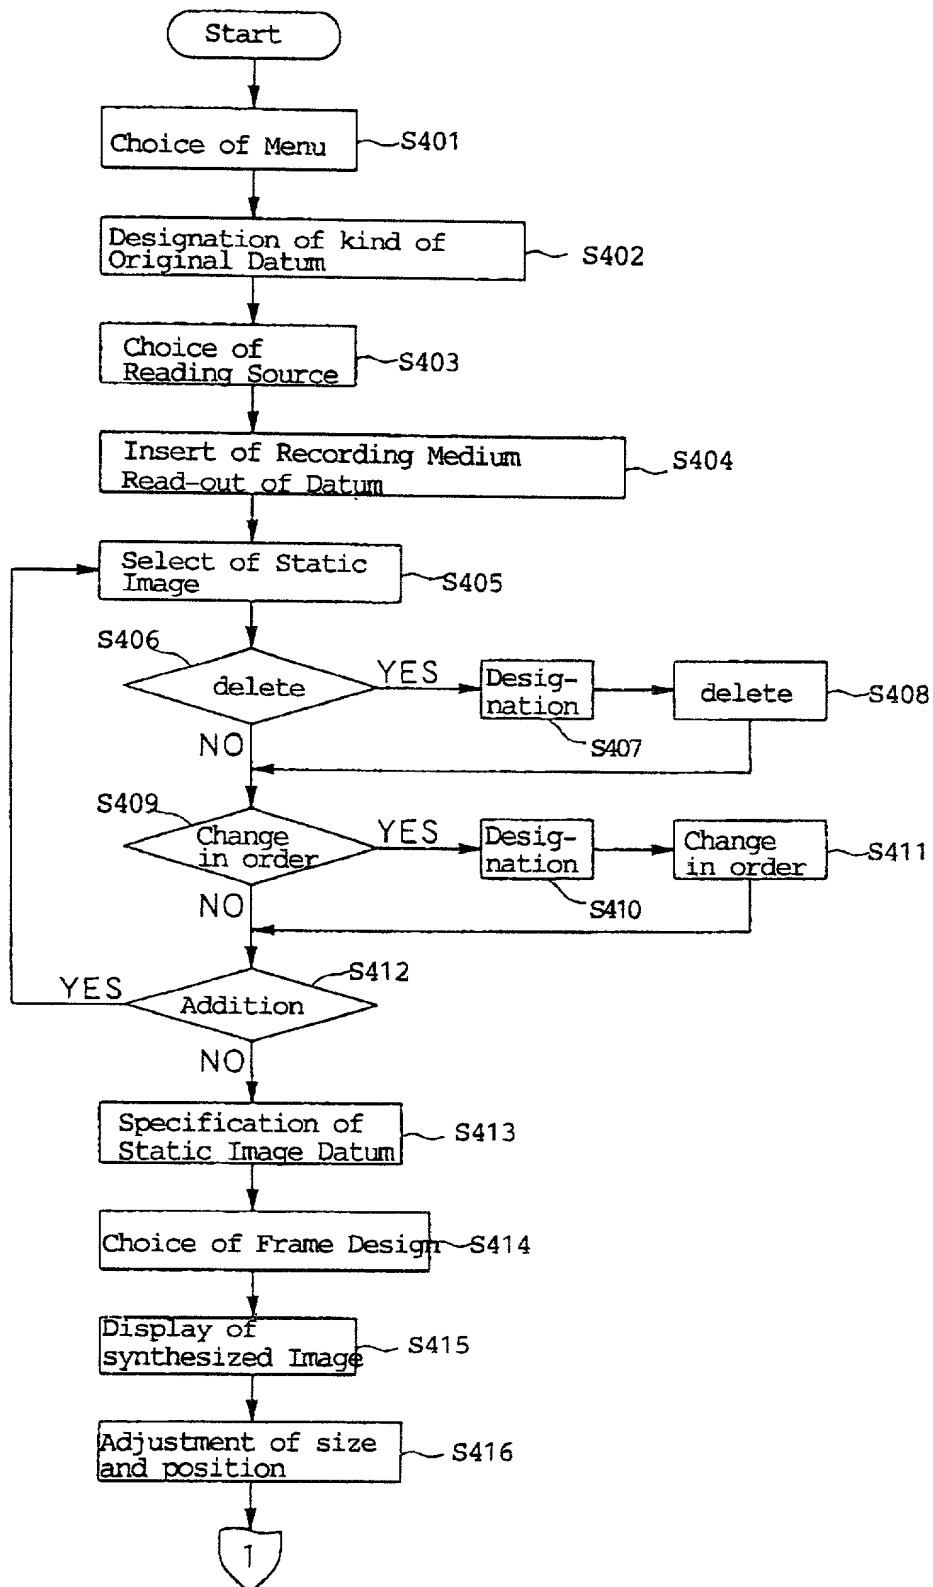 Start
Choice of Menu
S401
Designation of kind of
Original Datum
S402
Choice of
Reading Source
S403
Insert of Recording Medium
Read-out of Datum
S404
Select of Static
Image
S405
S406
delete
YES
Desig-
nation
S407
delete
S408
NO
S409
Change
in order
YES
Desig-
nation
S410
Change
in order
S411
NO
S412
Addition
YES
NO
Specification of
Static Image Datum
S413
Choice of Frame Design
S414
Display of
synthesized Image
S415
Adjustment of size
and position
S416
1